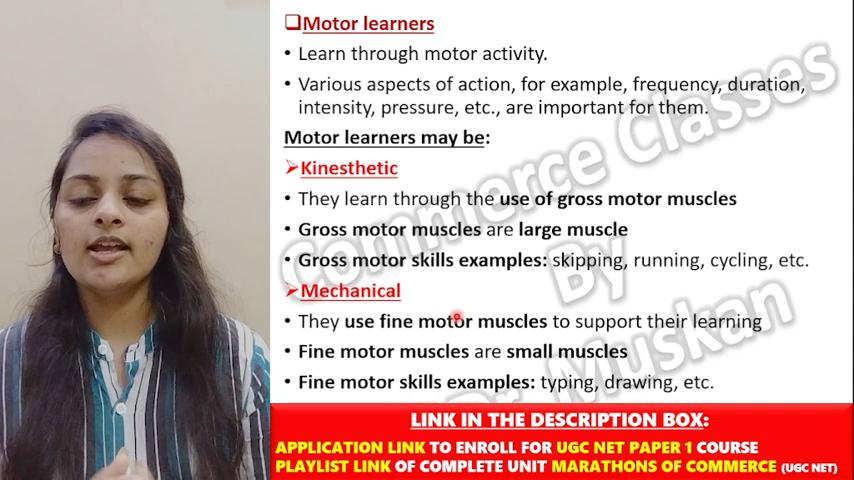 ❑Motor learners
• Learn through motor activity.
• Various aspects of action, for example, frequency, duration,
intensity, pressure, etc., are important for them.
Motor learners may be:
➢Kinesthetic
• They learn through the use of gross motor muscles
• Gross motor muscles are large muscle
• Gross motor skills examples: skipping, running, cycling, etc.
➢Mechanical
• They use fine motor muscles to support their learning
• Fine motor muscles are small muscles
• Fine motor skills examples: typing, drawing, etc.
Commerce Classes
By
Dr. Muskan
LINK IN THE DESCRIPTION BOX:
APPLICATION LINK TO ENROLL FOR UGC NET PAPER 1 COURSE
PLAYLIST LINK OF COMPLETE UNIT MARATHONS OF COMMERCE (UGC NET)